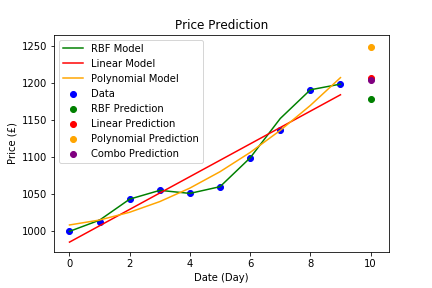 Price Prediction
RBF Model
Linear Model
Polynomial Model
Data
RBF Prediction
Linear Prediction
Polynomial Prediction
Combo Prediction
Price (£)
1250
1200
1150
1100
1050
1000
0 2 4 6 8 10
Date (Day)